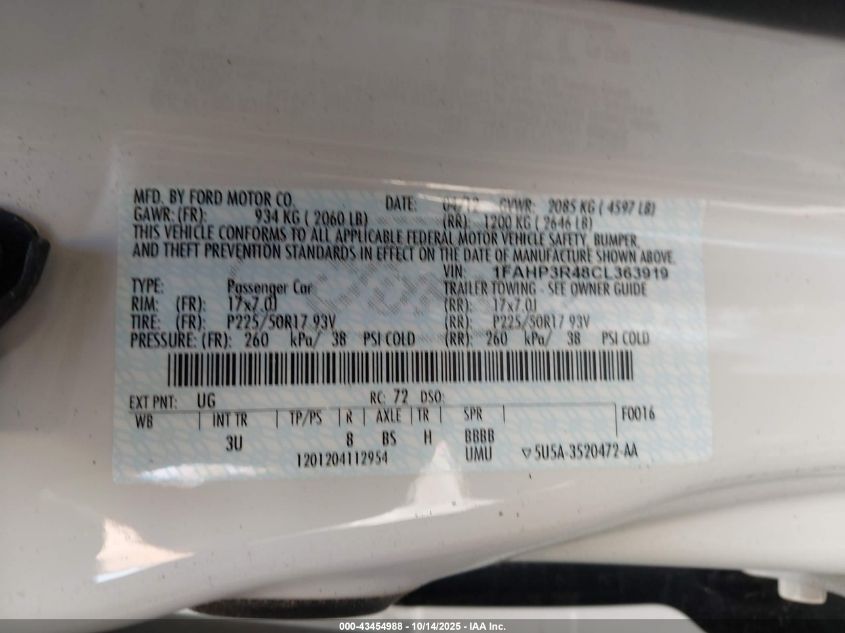 MFD. BY FORD MOTOR CO. DATE: 04/12 GVWR: 2085 KG ( 4597 LB)
GAWR: (FR): 934 KG ( 2060 LB) (RR): 1200 KG ( 2646 LB)
THIS VEHICLE CONFORMS TO ALL APPLICABLE FEDERAL MOTOR VEHICLE SAFETY, BUMPER,
AND THEFT PREVENTION STANDARDS IN EFFECT ON THE DATE OF MANUFACTURE SHOWN ABOVE.
VIN: 1FAHP3R48CL363919
TYPE: Passenger Car TRAILER TOWING - SEE OWNER GUIDE
RIM: (FR): 17x7.0J (RR): 17x7.0J
TIRE: (FR): P225/50R17 93V (RR): P225/50R17 93V
PRESSURE: (FR): 260 kPa/ 38 PSI COLD (RR): 260 kPa/ 38 PSI COLD
EXT PNT: UG RC: 72 DSO:
WB | INT TR | TP/PS | R | AXLE | TR | SPR F0016
3U 8 BS H BBBB
1201204112954 UMU ▽5U5A-3520472-AA
000-43454988 - 10/14/2025 - IAA Inc.